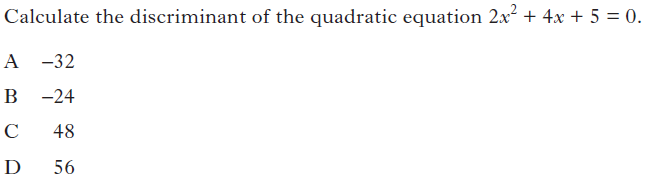 Calculate the discriminant of the quadratic equation 2x² + 4x + 5 = 0.
A –32
B –24
C 48
D 56